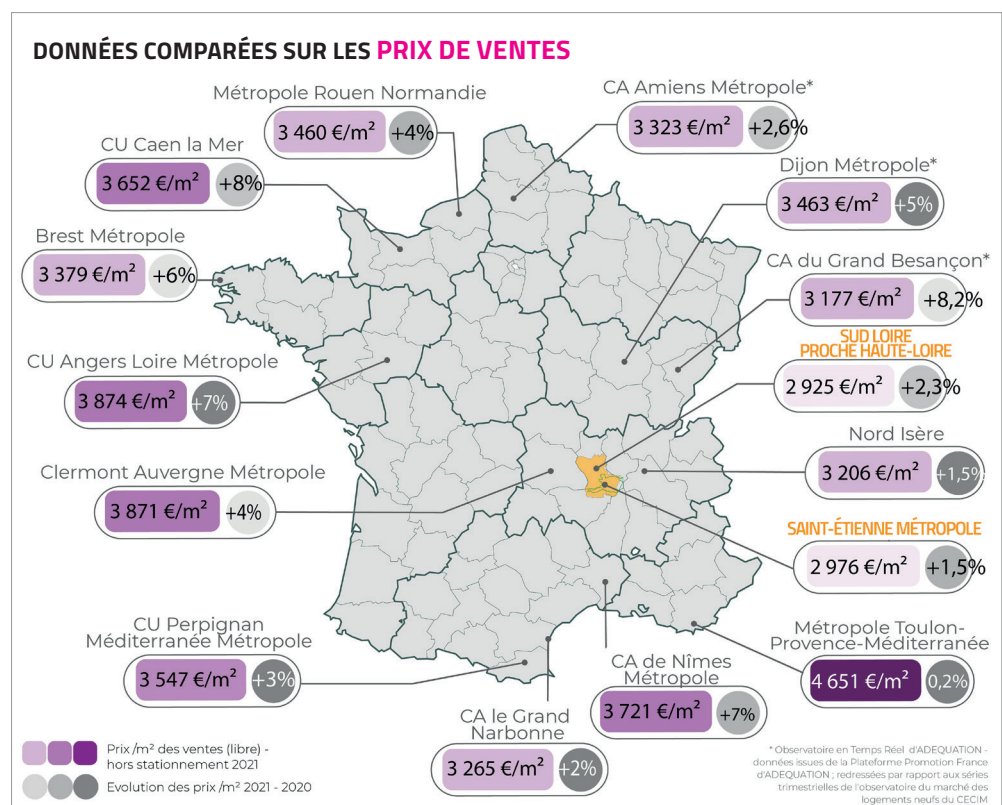 DONNÉES COMPARÉES SUR LES PRIX DE VENTES
Métropole Rouen Normandie
3 460 €/m² +4%
CA Amiens Métropole*
3 323 €/m² +2,6%
CU Caen la Mer
3 652 €/m² +8%
Dijon Métropole*
3 463 €/m² +5%
Brest Métropole
3 379 €/m² +6%
CA du Grand Besançon*
3 177 €/m² +8,2%
SUD LOIRE
PROCHE HAUTE-LOIRE
2 925 €/m² +2,3%
CU Angers Loire Métropole
3 874 €/m² +7%
Nord Isère
3 206 €/m² +1,5%
Clermont Auvergne Métropole
3 871 €/m² +4%
SAINT-ÉTIENNE MÉTROPOLE
2 976 €/m² +1,5%
CU Perpignan
Méditerranée Métropole
3 547 €/m² +3%
Métropole Toulon-
Provence-Méditerranée
4 651 €/m² 0,2%
CA de Nîmes
Métropole
3 721 €/m² +7%
CA le Grand
Narbonne
3 265 €/m² +2%
Prix /m² des ventes (libre) -
hors stationnement 2021
Evolution des prix /m² 2021 - 2020
* Observatoire en Temps Réel d'ADEQUATION -
données issues de la Plateforme Promotion France
d'ADEQUATION ; redressées par rapport aux séries
trimestrielles de l'observatoire du marché des
logements neufs du CECIM